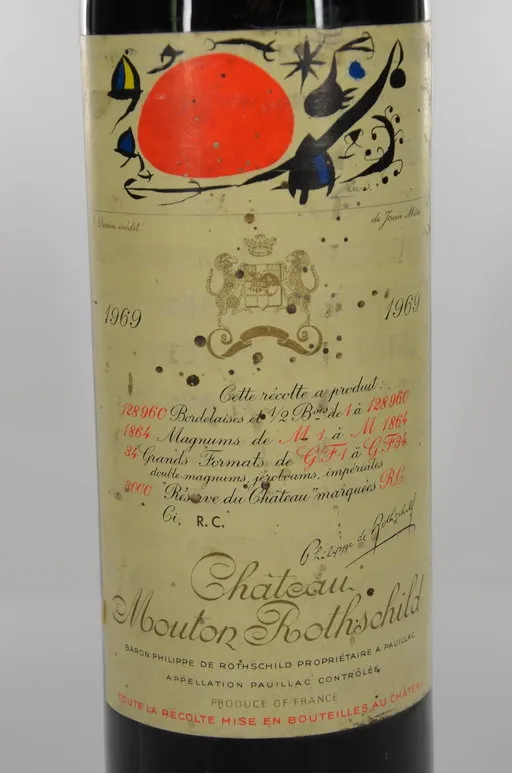 Dessin inédit
de Joan Miró
1969
1969
Cette récolte a produit :
128960 Bordelaises et 1/2 Bses de 1 à 128960
1864 Magnums de M 1 à M 1864
34 Grands Formats de GF1 à GF34
double-magnums, jéroboams, impériales
3000 "Réserve du Château" marquées R.C.
Ci, R.C.
Philippe de Rothschild
Château
Mouton Rothschild
BARON PHILIPPE DE ROTHSCHILD PROPRIÉTAIRE A PAUILLAC
APPELLATION PAUILLAC CONTRÔLÉE
PRODUCE OF FRANCE
TOUTE LA RÉCOLTE MISE EN BOUTEILLES AU CHÂTEAU